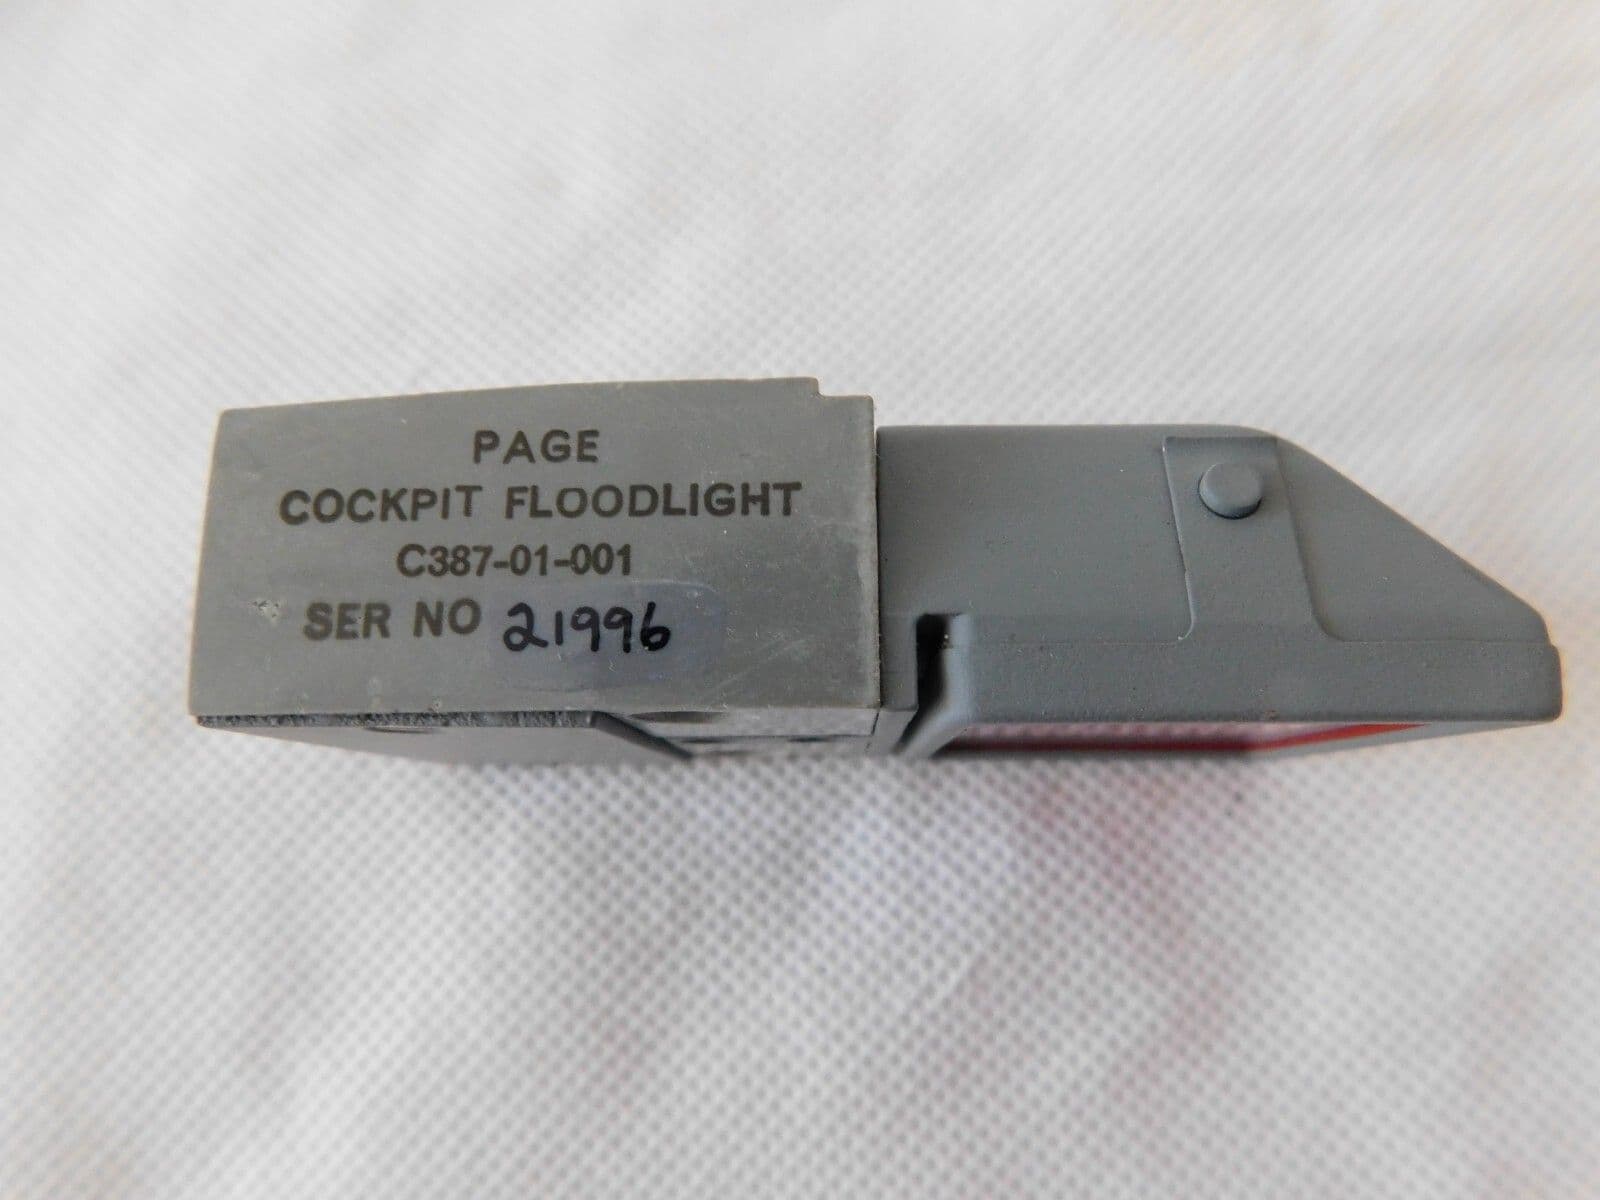 PAGE
COCKPIT FLOODLIGHT
C387-01-001
SER NO 21996